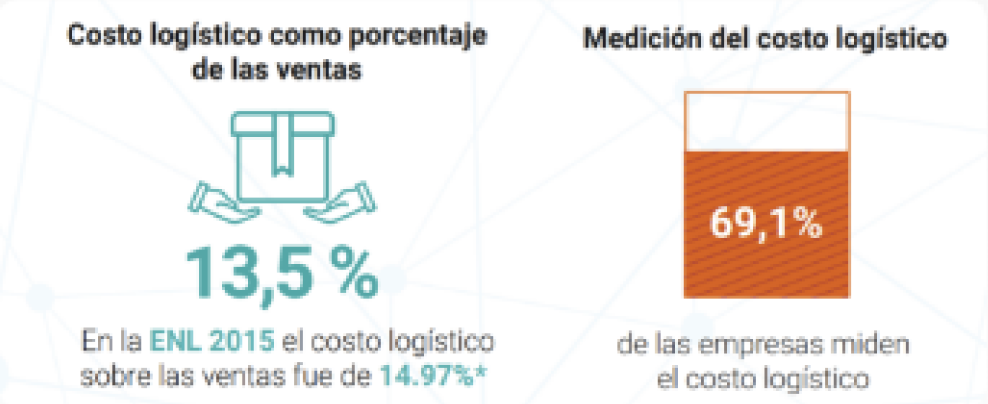 Costo logístico como porcentaje
de las ventas
13,5 %
En la ENL 2015 el costo logístico
sobre las ventas fue de 14.97%*
Medición del costo logístico
69,1%
de las empresas miden
el costo logístico